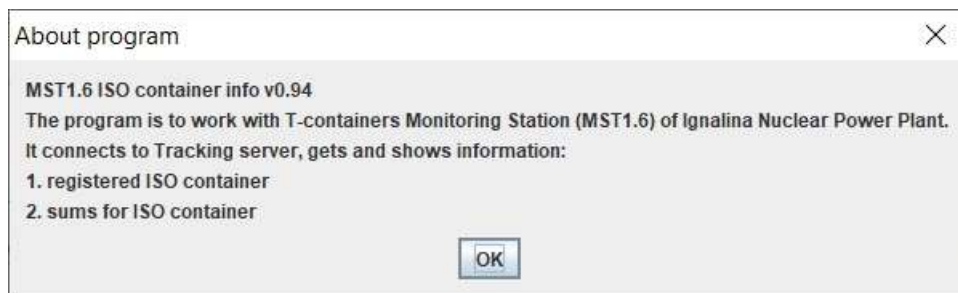 About program
MST1.6 ISO container info v0.94
The program is to work with T-containers Monitoring Station (MST1.6) of Ignalina Nuclear Power Plant.
It connects to Tracking server, gets and shows information:
1. registered ISO container
2. sums for ISO container
OK